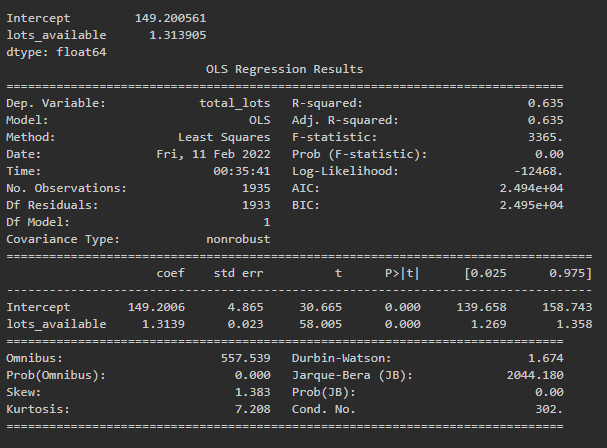 Intercept 149.200561
lots_available 1.313905
dtype: float64
OLS Regression Results
==============================================================================
Dep. Variable: total_lots R-squared: 0.635
Model: OLS Adj. R-squared: 0.635
Method: Least Squares F-statistic: 3365.
Date: Fri, 11 Feb 2022 Prob (F-statistic): 0.00
Time: 00:35:41 Log-Likelihood: -12468.
No. Observations: 1935 AIC: 2.494e+04
Df Residuals: 1933 BIC: 2.495e+04
Df Model: 1
Covariance Type: nonrobust
==================================================================================
coef std err t P>|t| [0.025 0.975]
----------------------------------------------------------------------------------
Intercept 149.2006 4.865 30.665 0.000 139.658 158.743
lots_available 1.3139 0.023 58.005 0.000 1.269 1.358
==============================================================================
Omnibus: 557.539 Durbin-Watson: 1.674
Prob(Omnibus): 0.000 Jarque-Bera (JB): 2044.180
Skew: 1.383 Prob(JB): 0.00
Kurtosis: 7.208 Cond. No. 302.
==============================================================================